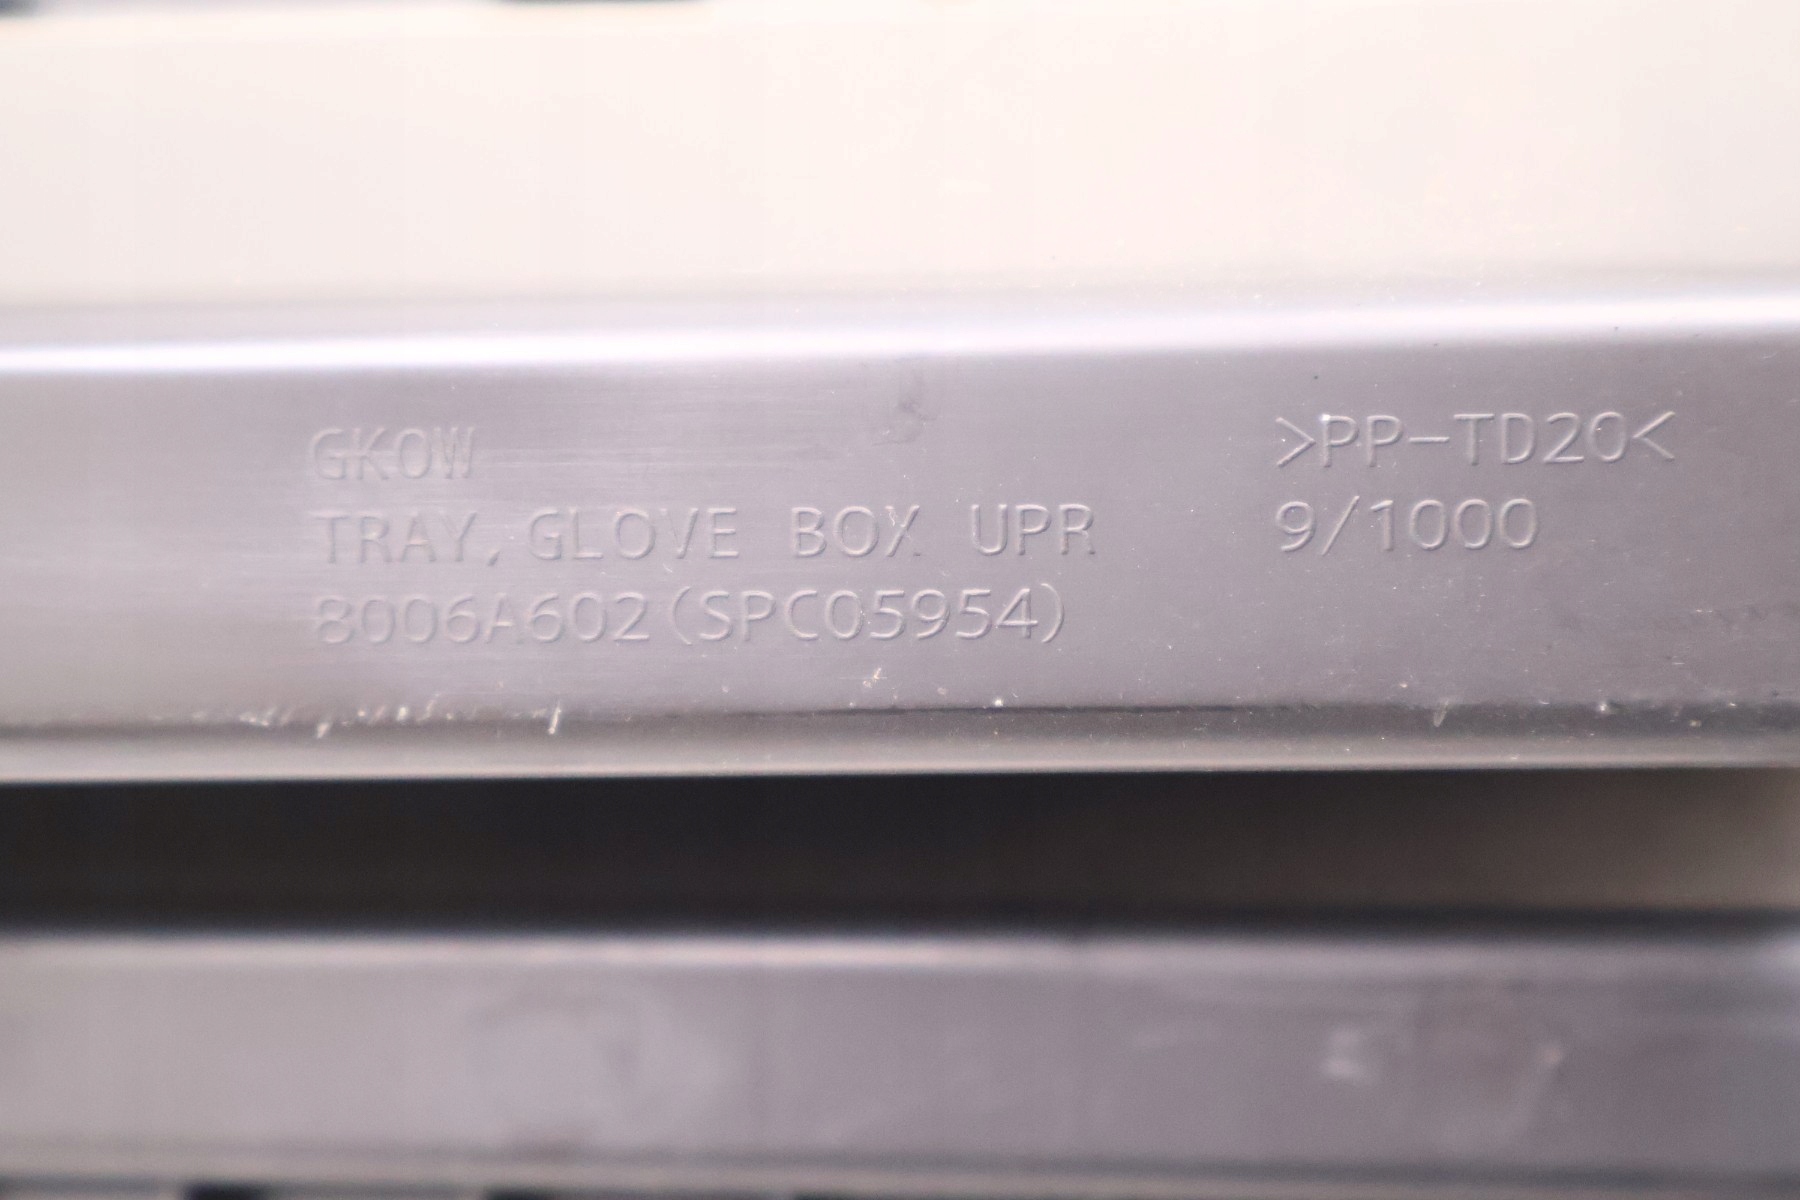 GK0W
TRAY, GLOVE BOX UPR
8006A602(SPC05954)
>PP-TD20<
9/1000